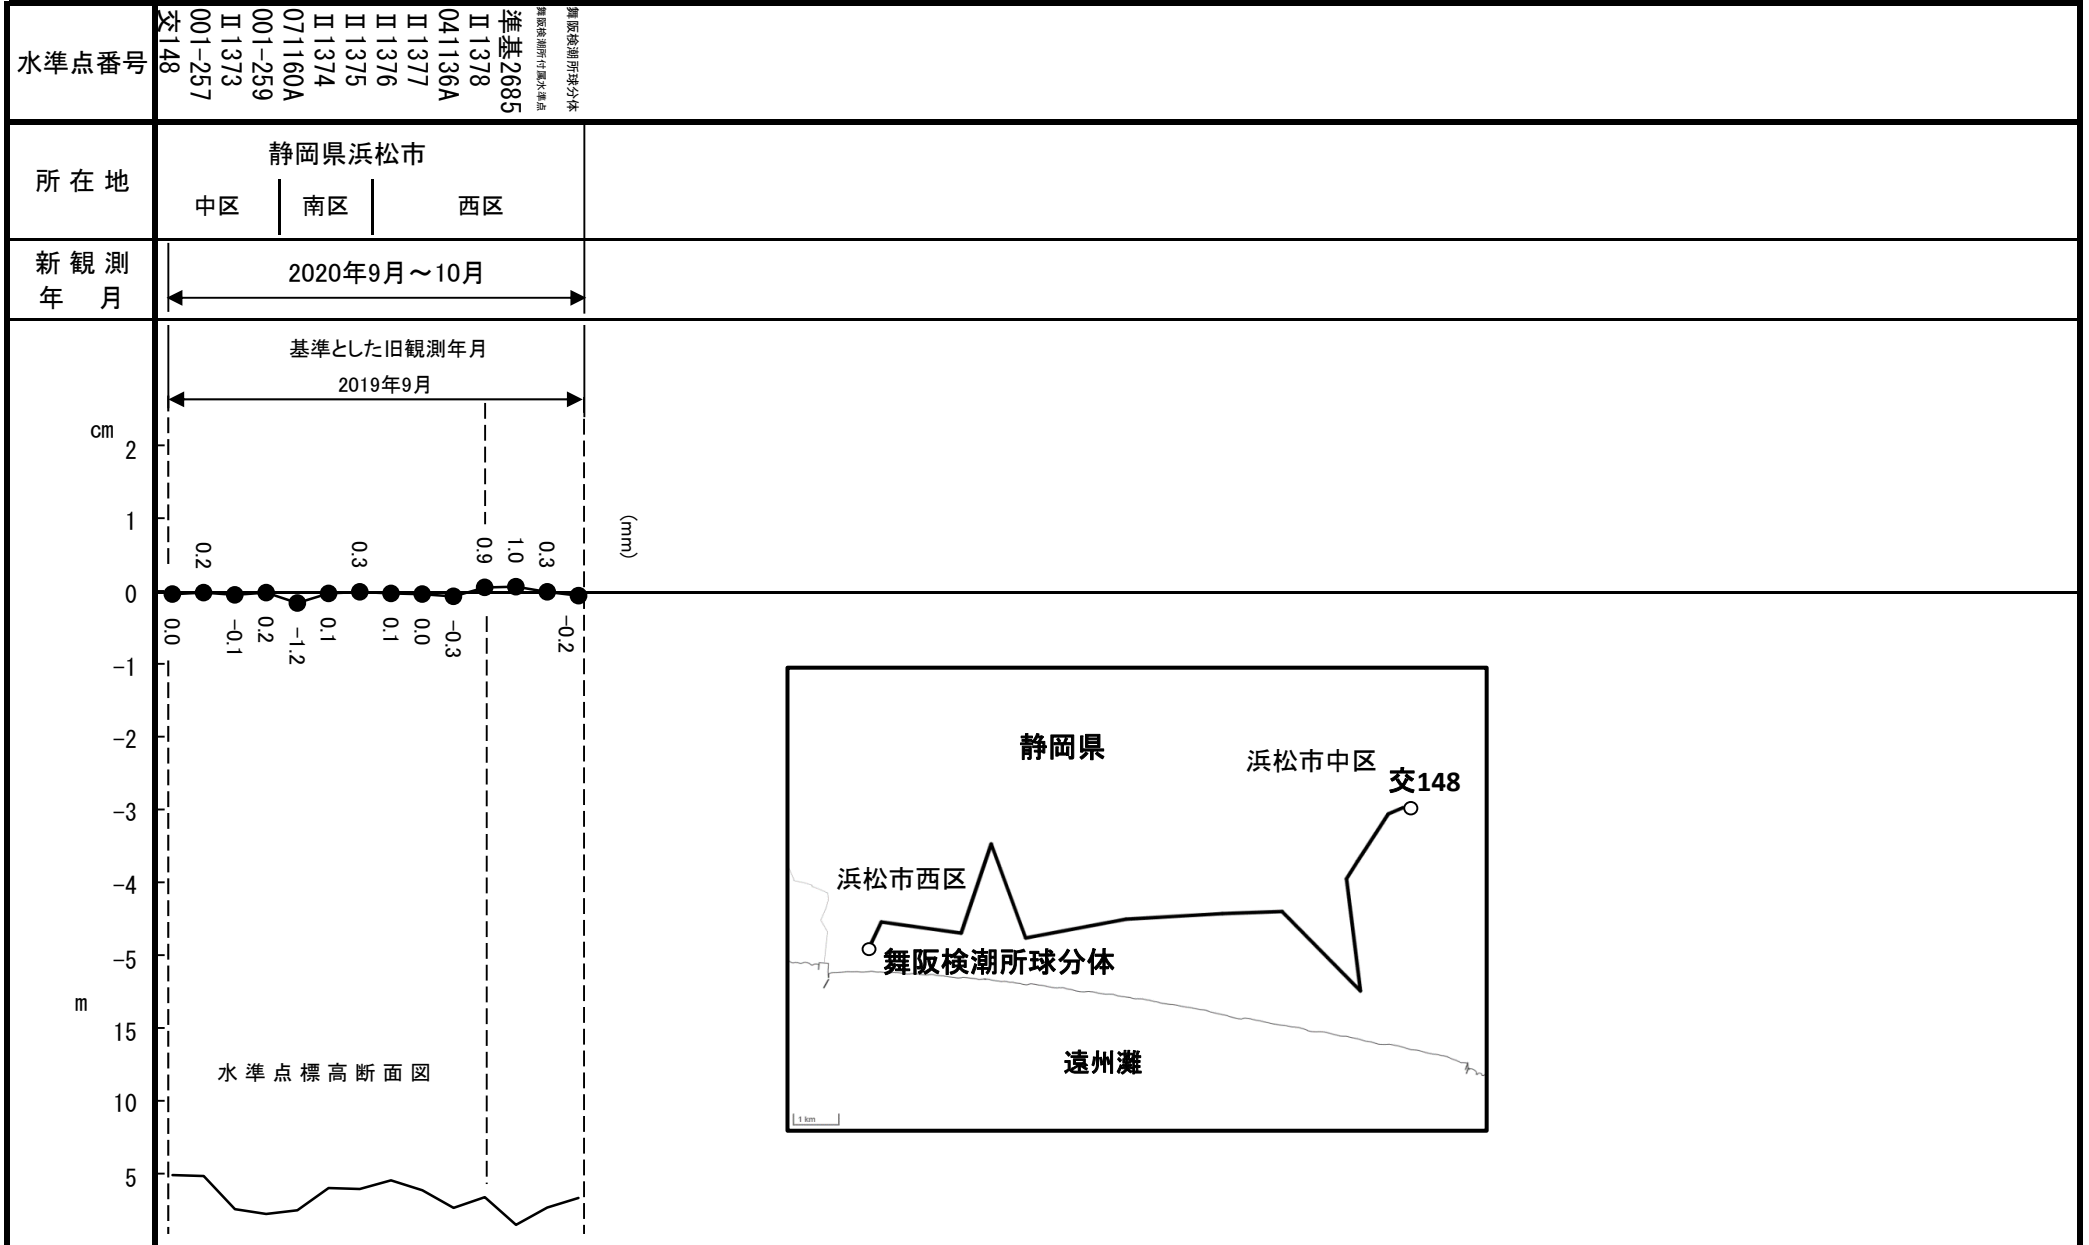 水準点番号
交148
001-257
Ⅱ1373
001-259
071160A
Ⅱ1374
Ⅱ1375
Ⅱ1376
Ⅱ1377
041136A
Ⅱ1378
準基2685
舞阪検潮所付属水準点
舞阪検潮所球分体
所在地
静岡県浜松市
中区
南区
西区
新観測
年 月
2020年9月～10月
基準とした旧観測年月
2019年9月
cm
2
1
0
-1
-2
-3
-4
-5
(mm)
0.0
0.2
-0.1
0.2
-1.2
0.1
0.3
0.1
0.0
-0.3
0.9
1.0
0.3
-0.2
m
15
10
5
水準点標高断面図
静岡県
浜松市中区
交148
浜松市西区
舞阪検潮所球分体
遠州灘
1 km